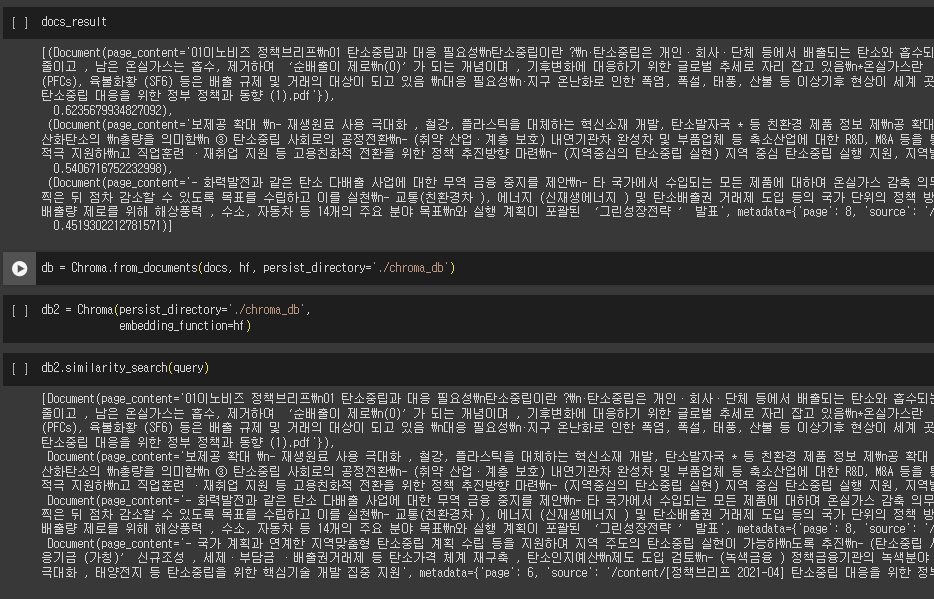 [ ] docs_result
[(Document(page_content='01이노비즈 정책브리프₩n01 탄소중립과 대응 필요성₩n탄소중립이란 ?₩n·탄소중립은 개인·회사·단체 등에서 배출되는 탄소와 흡수되
줄이고 , 남은 온실가스는 흡수, 제거하여 ‘순배출이 제로₩n(0)’ 가 되는 개념이며 , 기후변화에 대응하기 위한 글로벌 추세로 자리 잡고 있음₩n*온실가스란
(PFCs), 육불화황 (SF6) 등은 배출 규제 및 거래의 대상이 되고 있음 ₩n대응 필요성₩n·지구 온난화로 인한 폭염, 폭설, 태풍, 산불 등 이상기후 현상이 세계 곳
탄소중립 대응을 위한 정부 정책과 동향 (1).pdf'}),
0.6235679934827092),
(Document(page_content='보제공 확대 ₩n- 재생원료 사용 극대화 , 철강, 플라스틱을 대체하는 혁신소재 개발, 탄소발자국 * 등 친환경 제품 정보 제₩n공 확대
산화탄소의 ₩n총량을 의미함₩n ③ 탄소중립 사회로의 공정전환₩n- (취약 산업·계층 보호) 내연기관차 완성차 및 부품업체 등 축소산업에 대한 R&D, M&A 등을 통
적극 지원하₩n고 직업훈련 ·재취업 지원 등 고용친화적 전환을 위한 정책 추진방향 마련₩n- (지역중심의 탄소중립 실현) 지역 중심 탄소중립 실행 지원, 지역별
0.5406716752232998),
(Document(page_content='- 화력발전과 같은 탄소 다배출 사업에 대한 무역 금융 중지를 제안₩n- 타 국가에서 수입되는 모든 제품에 대하여 온실가스 감축 의무
찍은 뒤 점차 감소할 수 있도록 목표를 수립하고 이를 실천₩n- 교통(친환경차 ), 에너지 (신재생에너지 ) 및 탄소배출권 거래제 도입 등의 국가 단위의 정책 방
배출량 제로를 위해 해상풍력 , 수소, 자동차 등 14개의 주요 분야 목표₩n와 실행 계획이 포괄된 ‘그린성장전략 ’ 발표', metadata={'page': 8, 'source': '/
0.4519302212781571)]
db = Chroma.from_documents(docs, hf, persist_directory='./chroma_db')
[ ] db2 = Chroma(persist_directory='./chroma_db',
embedding_function=hf)
[ ] db2.similarity_search(query)
[Document(page_content='01이노비즈 정책브리프₩n01 탄소중립과 대응 필요성₩n탄소중립이란 ?₩n·탄소중립은 개인·회사·단체 등에서 배출되는 탄소와 흡수되
줄이고 , 남은 온실가스는 흡수, 제거하여 ‘순배출이 제로₩n(0)’ 가 되는 개념이며 , 기후변화에 대응하기 위한 글로벌 추세로 자리 잡고 있음₩n*온실가스란
(PFCs), 육불화황 (SF6) 등은 배출 규제 및 거래의 대상이 되고 있음 ₩n대응 필요성₩n·지구 온난화로 인한 폭염, 폭설, 태풍, 산불 등 이상기후 현상이 세계 곳
탄소중립 대응을 위한 정부 정책과 동향 (1).pdf'}),
Document(page_content='보제공 확대 ₩n- 재생원료 사용 극대화 , 철강, 플라스틱을 대체하는 혁신소재 개발, 탄소발자국 * 등 친환경 제품 정보 제₩n공 확대
산화탄소의 ₩n총량을 의미함₩n ③ 탄소중립 사회로의 공정전환₩n- (취약 산업·계층 보호) 내연기관차 완성차 및 부품업체 등 축소산업에 대한 R&D, M&A 등을 통
적극 지원하₩n고 직업훈련 ·재취업 지원 등 고용친화적 전환을 위한 정책 추진방향 마련₩n- (지역중심의 탄소중립 실현) 지역 중심 탄소중립 실행 지원, 지역별
Document(page_content='- 화력발전과 같은 탄소 다배출 사업에 대한 무역 금융 중지를 제안₩n- 타 국가에서 수입되는 모든 제품에 대하여 온실가스 감축 의무
찍은 뒤 점차 감소할 수 있도록 목표를 수립하고 이를 실천₩n- 교통(친환경차 ), 에너지 (신재생에너지 ) 및 탄소배출권 거래제 도입 등의 국가 단위의 정책 방
배출량 제로를 위해 해상풍력 , 수소, 자동차 등 14개의 주요 분야 목표₩n와 실행 계획이 포괄된 ‘그린성장전략 ’ 발표', metadata={'page': 8, 'source': '/
Document(page_content='- 국가 계획과 연계한 지역맞춤형 탄소중립 계획 수립 등을 지원하며 지역 주도의 탄소중립 실현이 가능하₩n도록 추진₩n- (탄소중립 ㅅ
응기금 (가칭)’ 신규조성 , 세제·부담금 ·배출권거래제 등 탄소가격 체계 재구축 , 탄소인지예산₩n제도 도입 검토₩n- (녹색금융 ) 정책금융기관의 녹색분야
극대화 , 태양전지 등 탄소중립을 위한 핵심기술 개발 집중 지원', metadata={'page': 6, 'source': '/content/[정책브리프 2021-04] 탄소중립 대응을 위한 정부